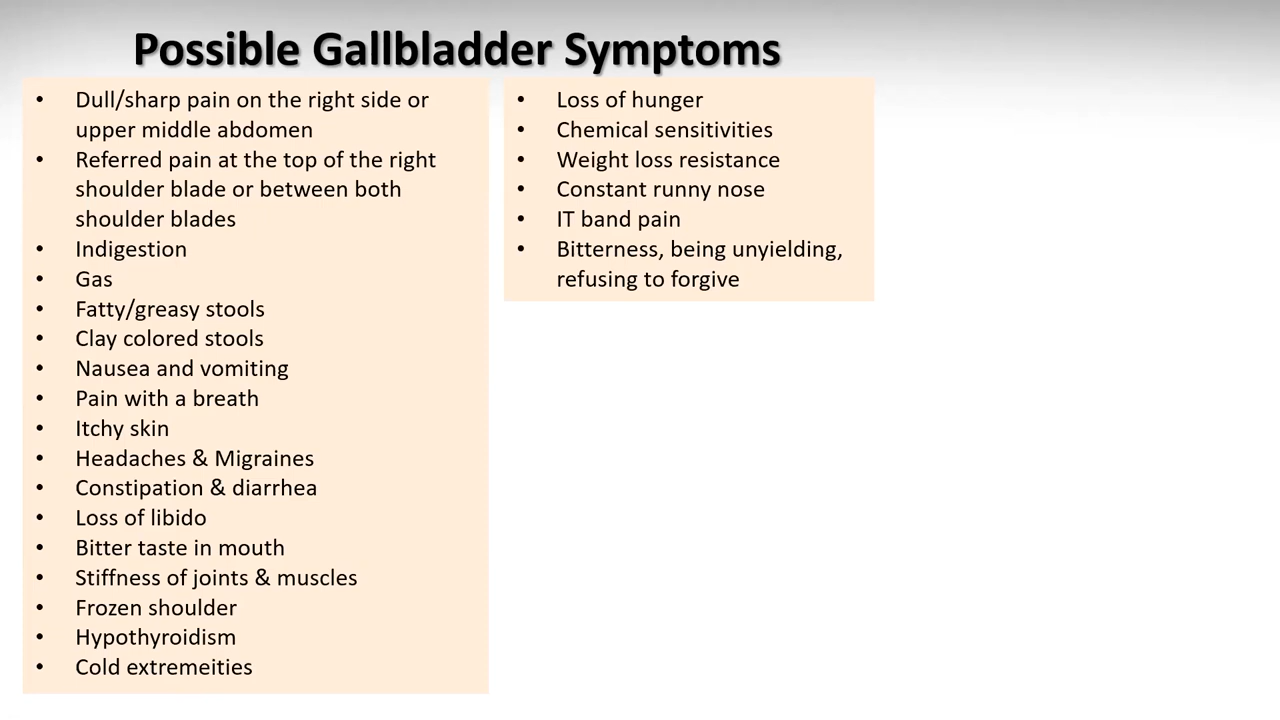 Possible Gallbladder Symptoms
• Dull/sharp pain on the right side or
upper middle abdomen
• Referred pain at the top of the right
shoulder blade or between both
shoulder blades
• Indigestion
• Gas
• Fatty/greasy stools
• Clay colored stools
• Nausea and vomiting
• Pain with a breath
• Itchy skin
• Headaches & Migraines
• Constipation & diarrhea
• Loss of libido
• Bitter taste in mouth
• Stiffness of joints & muscles
• Frozen shoulder
• Hypothyroidism
• Cold extremeities
• Loss of hunger
• Chemical sensitivities
• Weight loss resistance
• Constant runny nose
• IT band pain
• Bitterness, being unyielding,
refusing to forgive